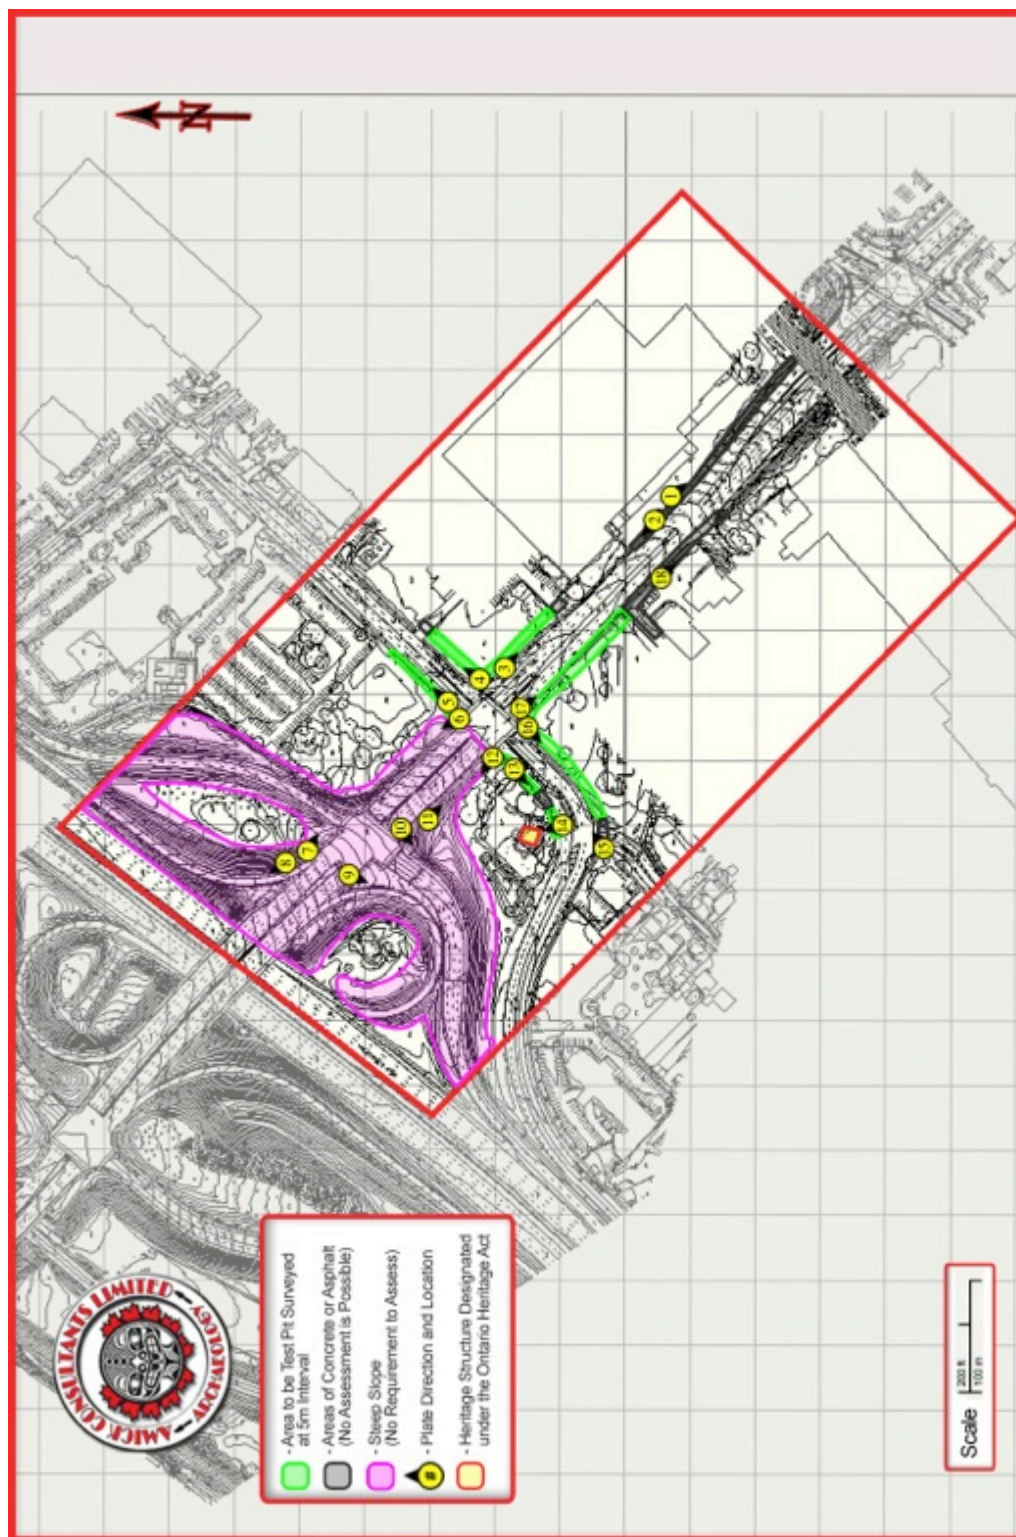 N
1
2
18
3
4
5
6
17
16
12
13
14
15
11
10
7
8
9
AMICK CONSULTANTS LIMITED
ARCHAEOLOGY
- Area to be Test Pit Surveyed
at 5m Interval
- Areas of Concrete or Asphalt
(No Assessment is Possible)
- Steep Slope
(No Requirement to Assess)
# - Plate Direction and Location
- Heritage Structure Designated
under the Ontario Heritage Act
Scale
200 ft
100 m